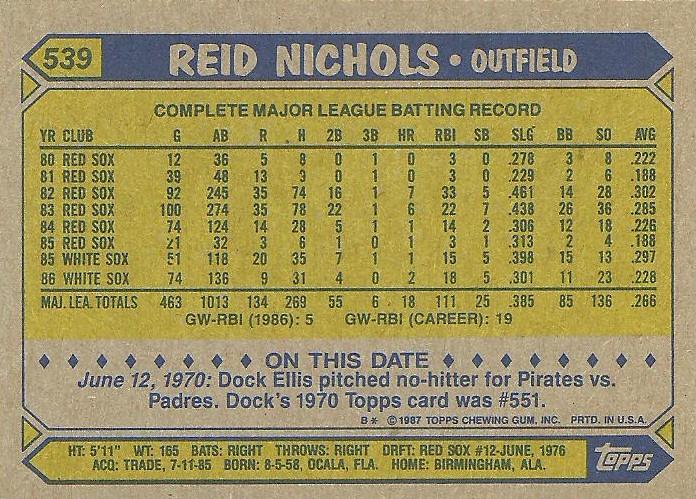 539 REID NICHOLS • OUTFIELD
COMPLETE MAJOR LEAGUE BATTING RECORD
YR CLUB G AB R H 2B 3B HR RBI SB SLG BB SO AVG
80 RED SOX 12 36 5 8 0 1 0 3 0 .278 3 8 .222
81 RED SOX 39 48 13 9 0 1 0 3 0 .229 2 6 .188
82 RED SOX 92 245 35 74 16 1 7 33 5 .461 14 28 .302
83 RED SOX 100 274 35 78 22 1 6 22 7 .438 26 36 .285
84 RED SOX 74 124 14 28 5 1 1 14 2 .306 12 18 .226
85 RED SOX 21 32 3 6 1 0 1 3 1 .313 2 4 .188
85 WHITE SOX 51 118 20 35 7 1 1 15 5 .398 15 13 .297
86 WHITE SOX 74 136 9 31 4 0 2 18 5 .301 11 23 .228
MAJ. LEA. TOTALS 463 1013 134 269 55 6 18 111 25 .385 85 136 .266
GW-RBI (1986): 5 GW-RBI (CAREER): 19
ON THIS DATE
June 12, 1970: Dock Ellis pitched no-hitter for Pirates vs.
Padres. Dock's 1970 Topps card was #551.
B* ©1987 TOPPS CHEWING GUM, INC. PRTD. IN U.S.A.
HT: 5'11" WT: 165 BATS: RIGHT THROWS: RIGHT DRFT: RED SOX #12-JUNE, 1976
ACQ: TRADE, 7-11-85 BORN: 8-5-58, OCALA, FLA. HOME: BIRMINGHAM, ALA.
TOPPS